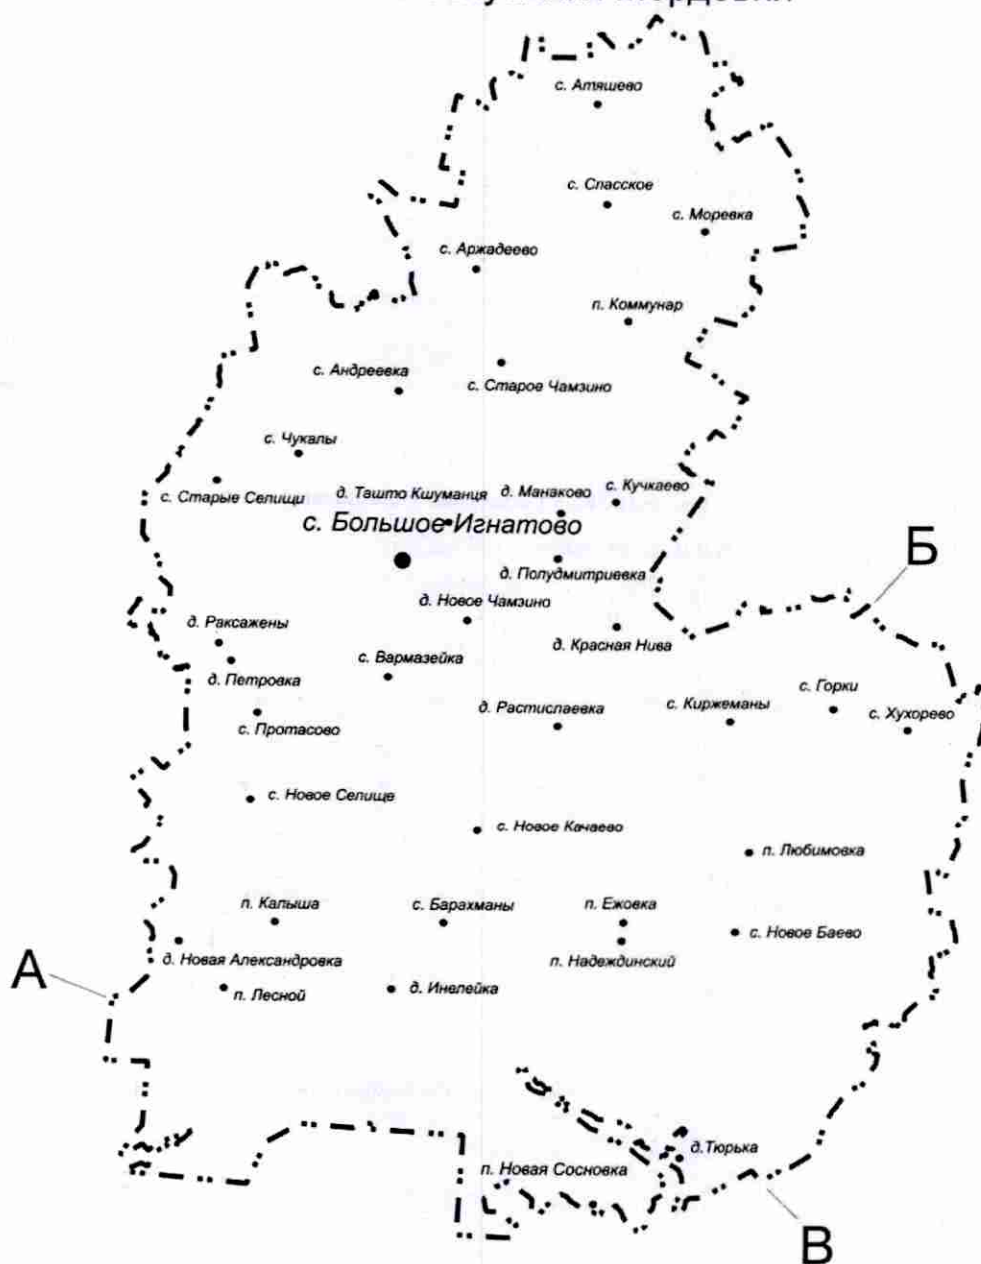 с. Атяшево
с. Спасское
с. Моревка
с. Аржадеево
п. Коммунар
с. Андреевка
с. Старое Чамзино
с. Чукалы
с. Старые Селищи
д. Ташто Кшуманця
д. Манаково
с. Кучкаево
с. Большое Игнатово
Б
д. Полудмитриевка
д. Новое Чамзино
д. Раксажены
д. Красная Нива
с. Вармазейка
д. Петровка
с. Горки
с. Киржеманы
д. Растислаевка
с. Хухорево
с. Протасово
с. Новое Селище
с. Новое Качаево
п. Любимовка
п. Калыша
с. Барахманы
п. Ежовка
с. Новое Баево
д. Новая Александровка
п. Надеждинский
А
п. Лесной
д. Инелейка
д.Тюрька
п. Новая Сосновка
В